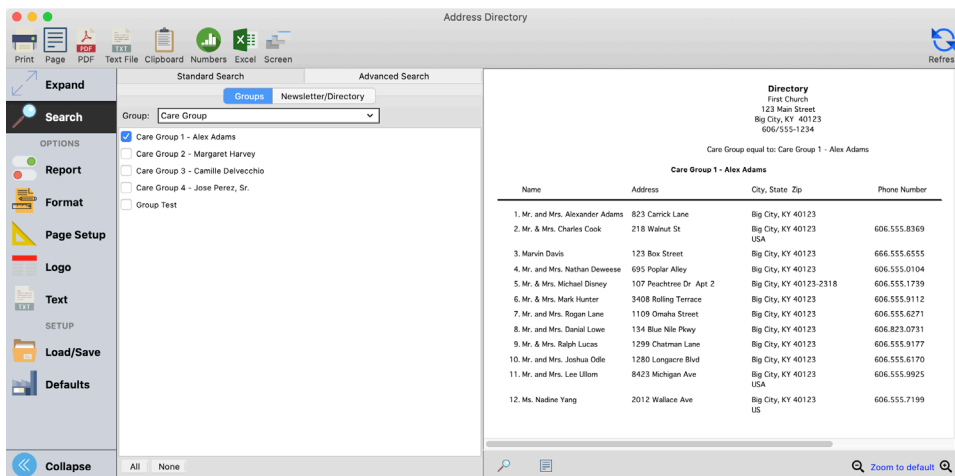 Address Directory
Print Page PDF Text File Clipboard Numbers Excel Screen Refres
Expand
Search
OPTIONS
Report
Format
Page Setup
Logo
Text
SETUP
Load/Save
Defaults
Collapse
Standard Search Advanced Search
Groups Newsletter/Directory
Group: Care Group
Care Group 1 - Alex Adams
Care Group 2 - Margaret Harvey
Care Group 3 - Camille Delvecchio
Care Group 4 - Jose Perez, Sr.
Group Test
All None
Directory
First Church
123 Main Street
Big City, KY 40123
606/555-1234
Care Group equal to: Care Group 1 - Alex Adams
Care Group 1 - Alex Adams
Name Address City, State Zip Phone Number
1. Mr. and Mrs. Alexander Adams 823 Carrick Lane Big City, KY 40123
2. Mr. & Mrs. Charles Cook 218 Walnut St Big City, KY 40123 606.555.8369
USA
3. Marvin Davis 123 Box Street Big City, KY 40123 666.555.6555
4. Mr. and Mrs. Nathan Deweese 695 Poplar Alley Big City, KY 40123 606.555.0104
5. Mr. & Mrs. Michael Disney 107 Peachtree Dr Apt 2 Big City, KY 40123-2318 606.555.1739
6. Mr. & Mrs. Mark Hunter 3408 Rolling Terrace Big City, KY 40123 606.555.9112
7. Mr. and Mrs. Rogan Lane 1109 Omaha Street Big City, KY 40123 606.555.6271
8. Mr. and Mrs. Danial Lowe 134 Blue Nile Pkwy Big City, KY 40123 606.823.0731
9. Mr. & Mrs. Ralph Lucas 1299 Chatman Lane Big City, KY 40123 606.555.9177
10. Mr. and Mrs. Joshua Odle 1280 Longacre Blvd Big City, KY 40123 606.555.6170
11. Mr. and Mrs. Lee Ullom 8423 Michigan Ave Big City, KY 40123 606.555.9925
USA
12. Ms. Nadine Yang 2012 Wallace Ave Big City, KY 40123 606.555.7199
US
Zoom to default